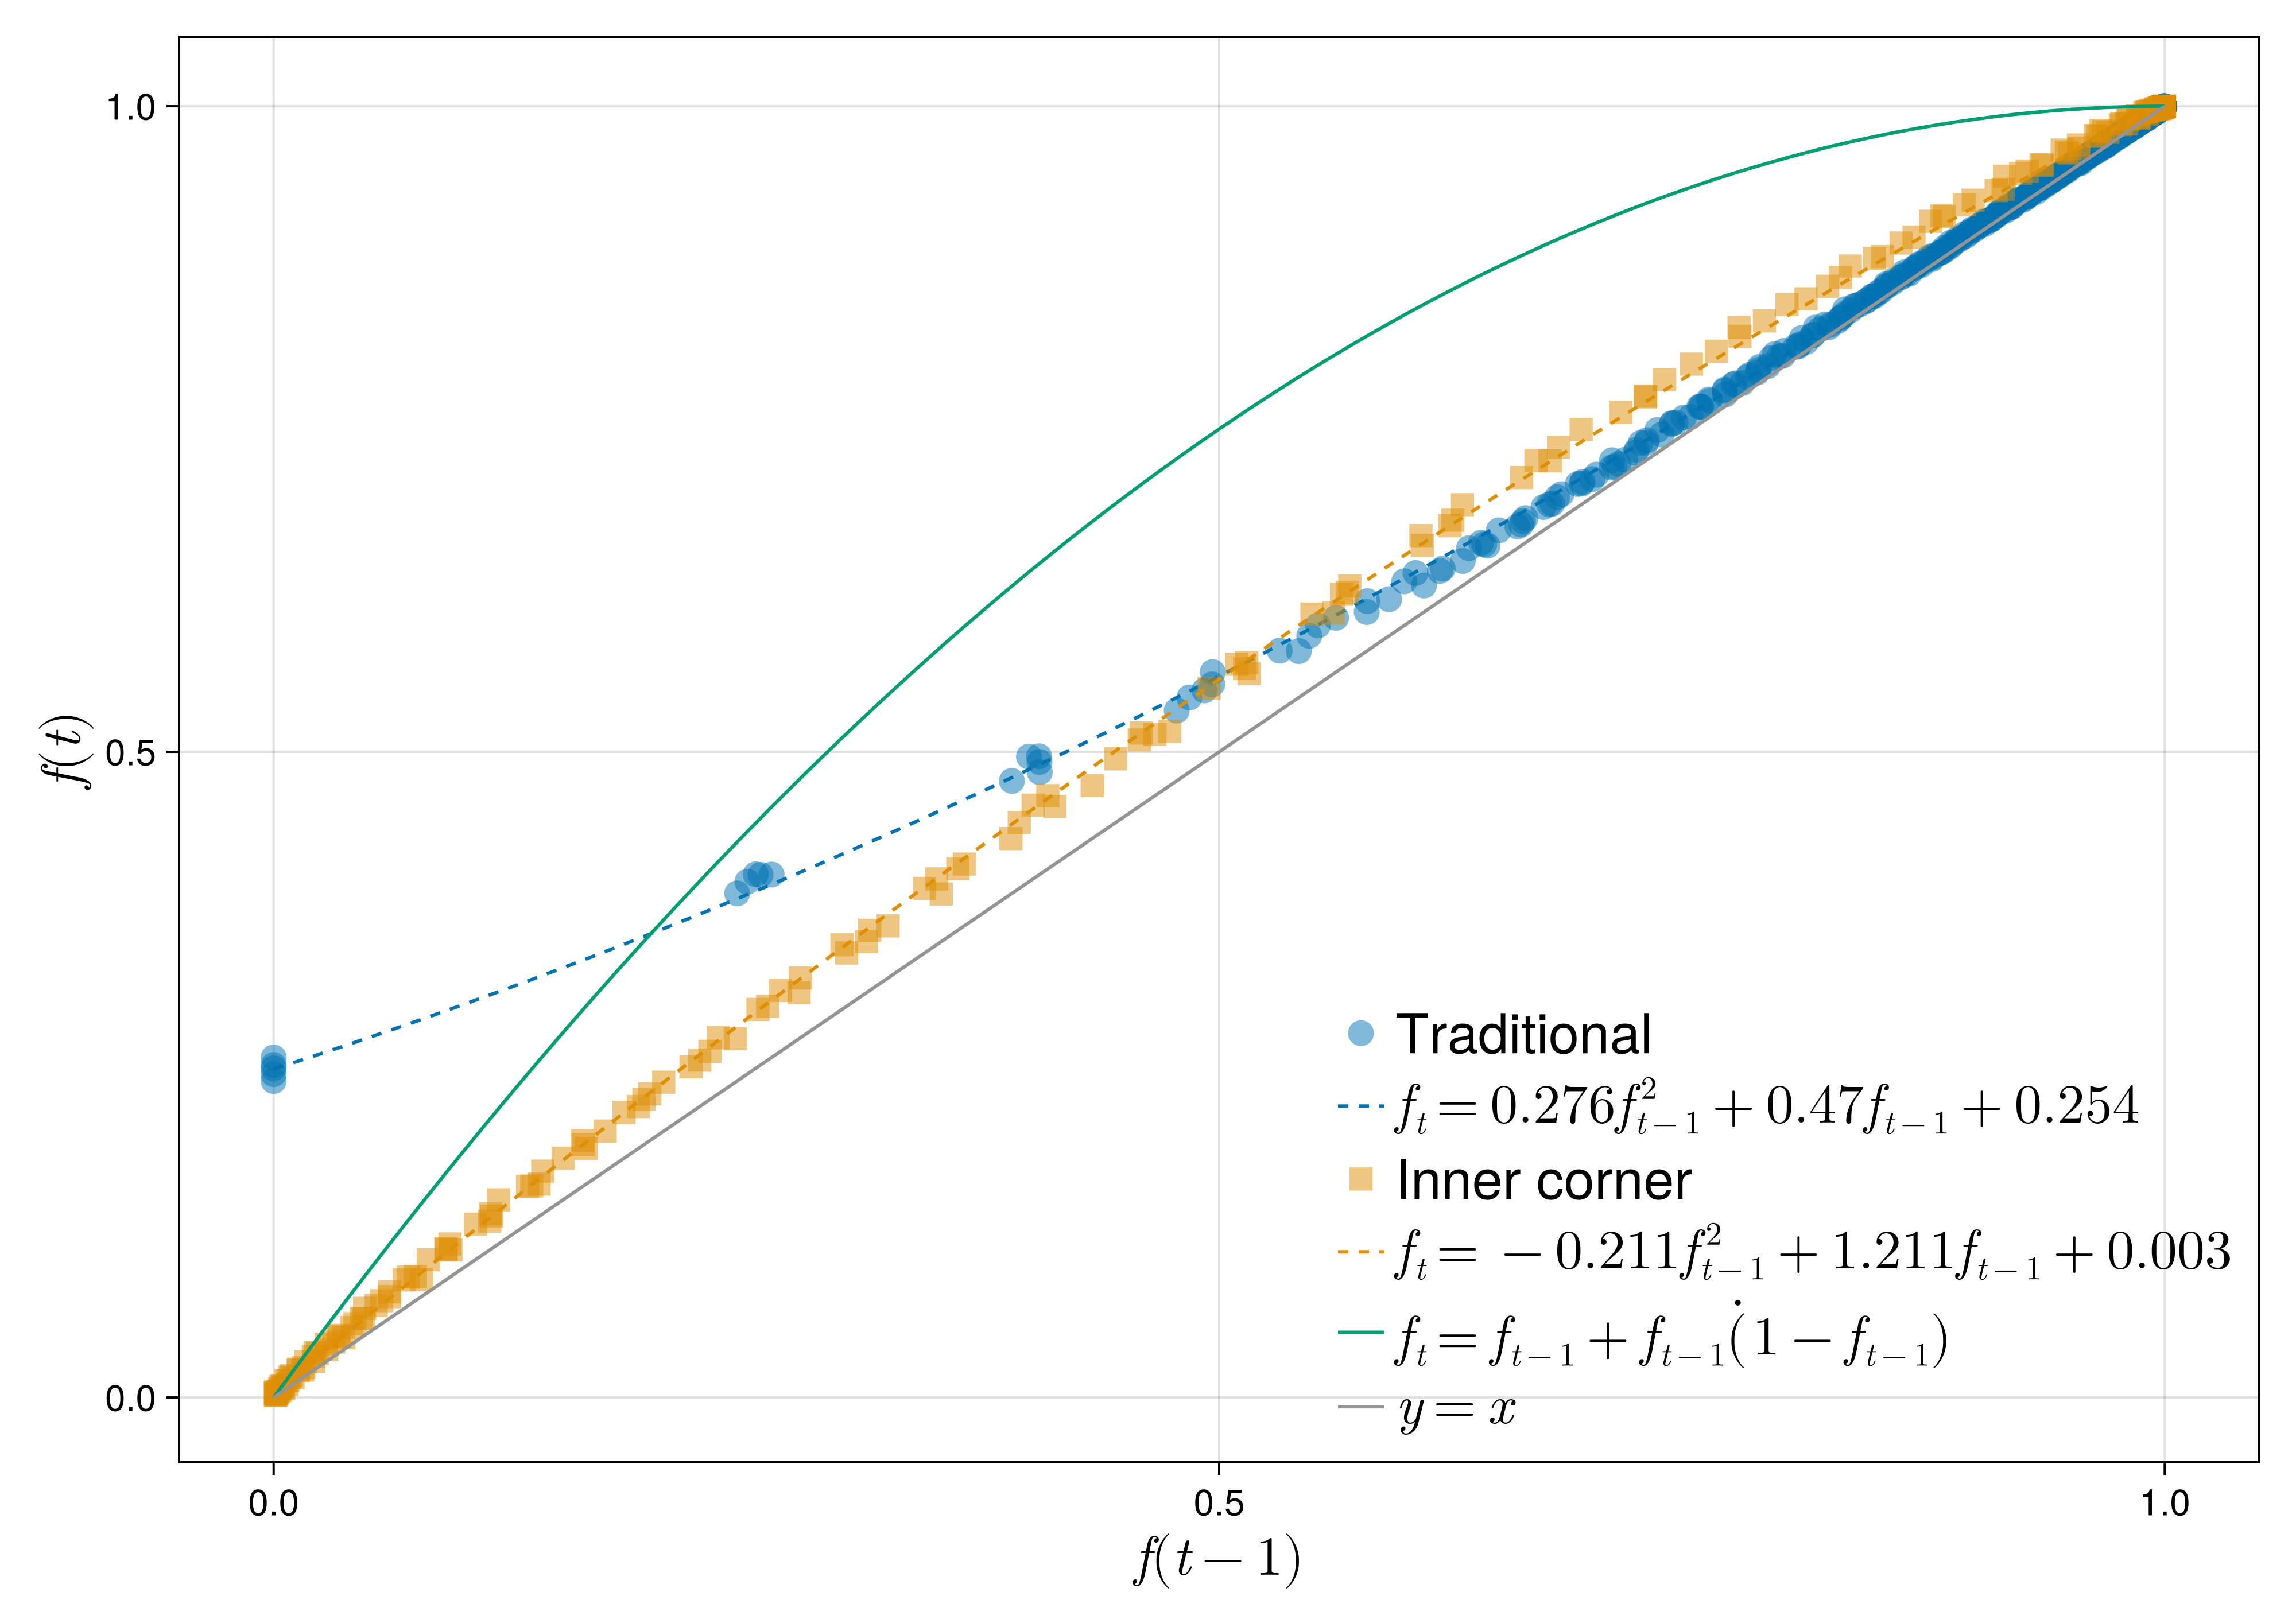 1.0
0.5
0.0
f(t)
0.0
0.5
1.0
f(t − 1)
Traditional
f_t = 0.276f_{t−1}^2 + 0.47f_{t−1} + 0.254
Inner corner
f_t = − 0.211f_{t−1}^2 + 1.211f_{t−1} + 0.003
f_t = f_{t−1} + f_{t−1}\dot{(}1 − f_{t−1})
y = x